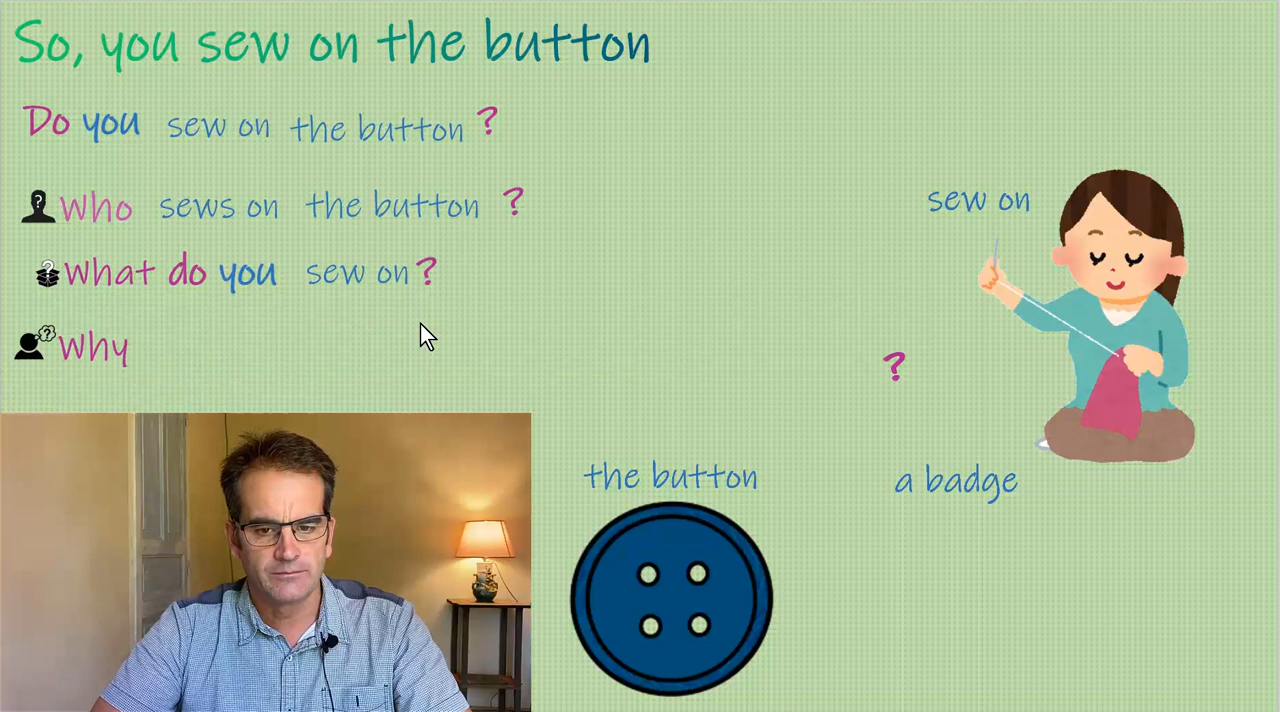 So, you sew on the button
Do you sew on the button ?
? Who sews on the button ?
? What do you sew on ?
? Why
sew on
?
the button
a badge